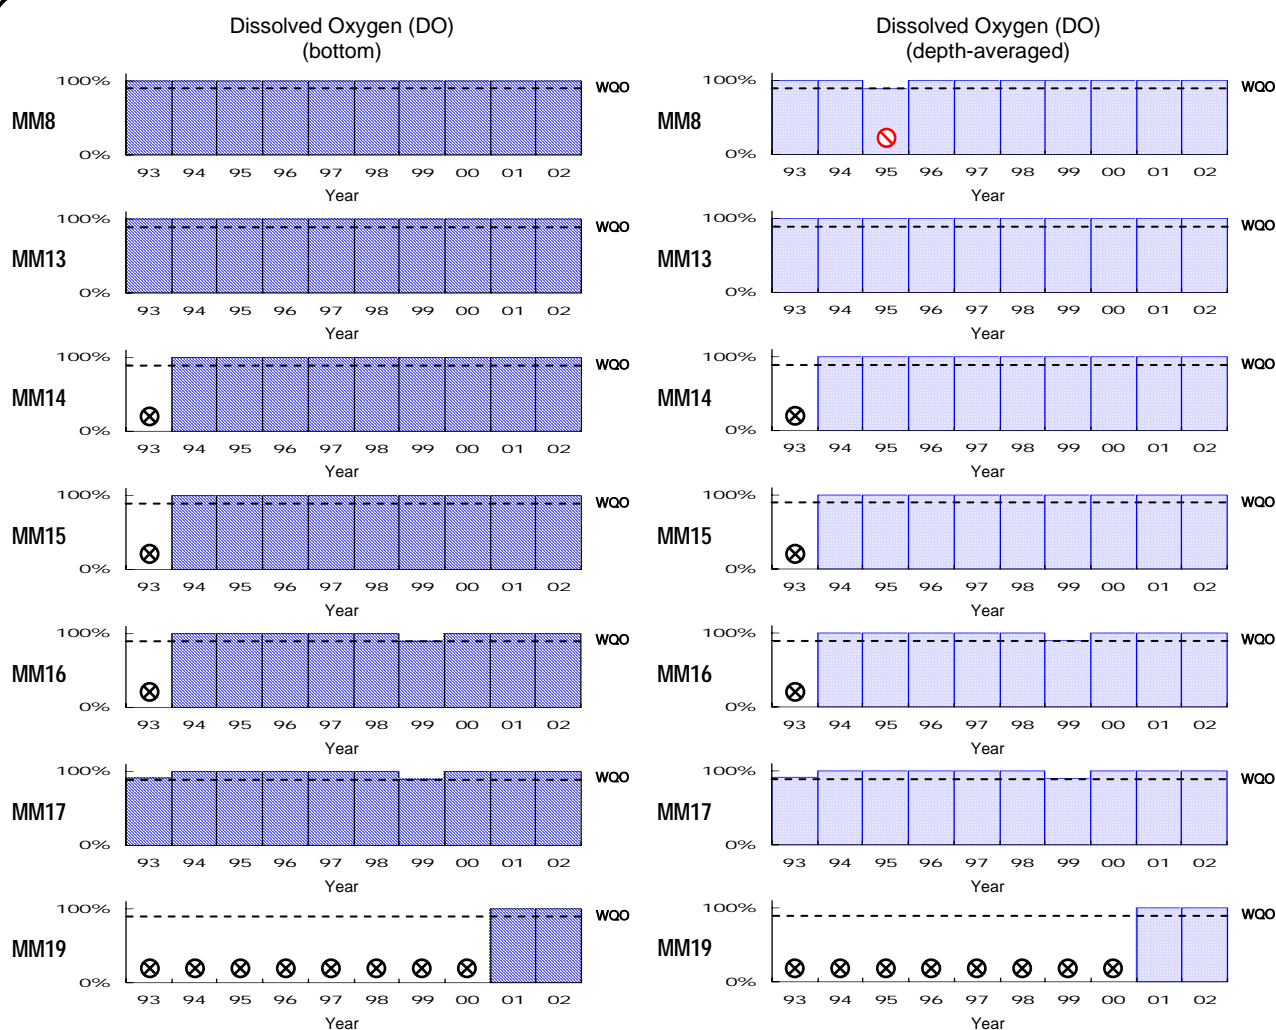 Dissolved Oxygen (DO)
(bottom)
Dissolved Oxygen (DO)
(depth-averaged)
MM8
100%
0%
WQO
93 94 95 96 97 98 99 00 01 02
Year
MM8
100%
0%
WQO
93 94 95 96 97 98 99 00 01 02
Year
MM13
100%
0%
WQO
93 94 95 96 97 98 99 00 01 02
Year
MM13
100%
0%
WQO
93 94 95 96 97 98 99 00 01 02
Year
MM14
100%
0%
WQO
93 94 95 96 97 98 99 00 01 02
Year
MM14
100%
0%
WQO
93 94 95 96 97 98 99 00 01 02
Year
MM15
100%
0%
WQO
93 94 95 96 97 98 99 00 01 02
Year
MM15
100%
0%
WQO
93 94 95 96 97 98 99 00 01 02
Year
MM16
100%
0%
WQO
93 94 95 96 97 98 99 00 01 02
Year
MM16
100%
0%
WQO
93 94 95 96 97 98 99 00 01 02
Year
MM17
100%
0%
WQO
93 94 95 96 97 98 99 00 01 02
Year
MM17
100%
0%
WQO
93 94 95 96 97 98 99 00 01 02
Year
MM19
100%
0%
WQO
93 94 95 96 97 98 99 00 01 02
Year
MM19
100%
0%
WQO
93 94 95 96 97 98 99 00 01 02
Year